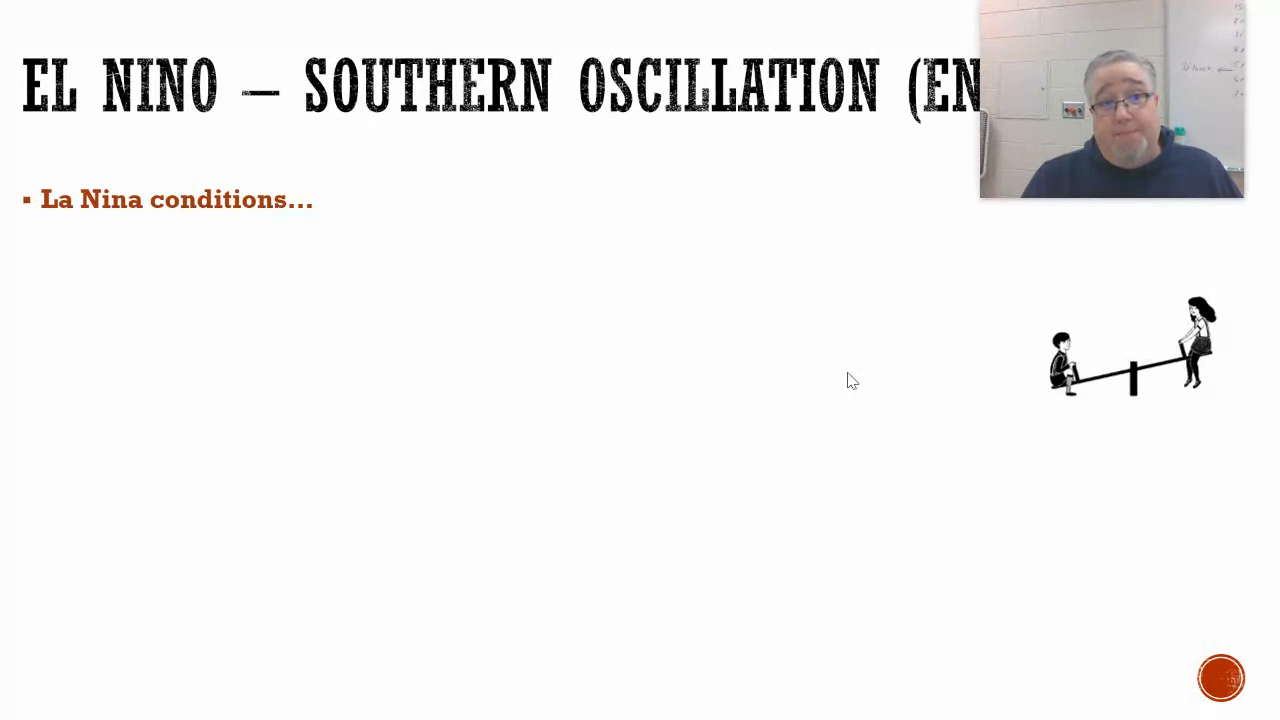 EL NINO – SOUTHERN OSCILLATION (EN
▪ La Nina conditions...